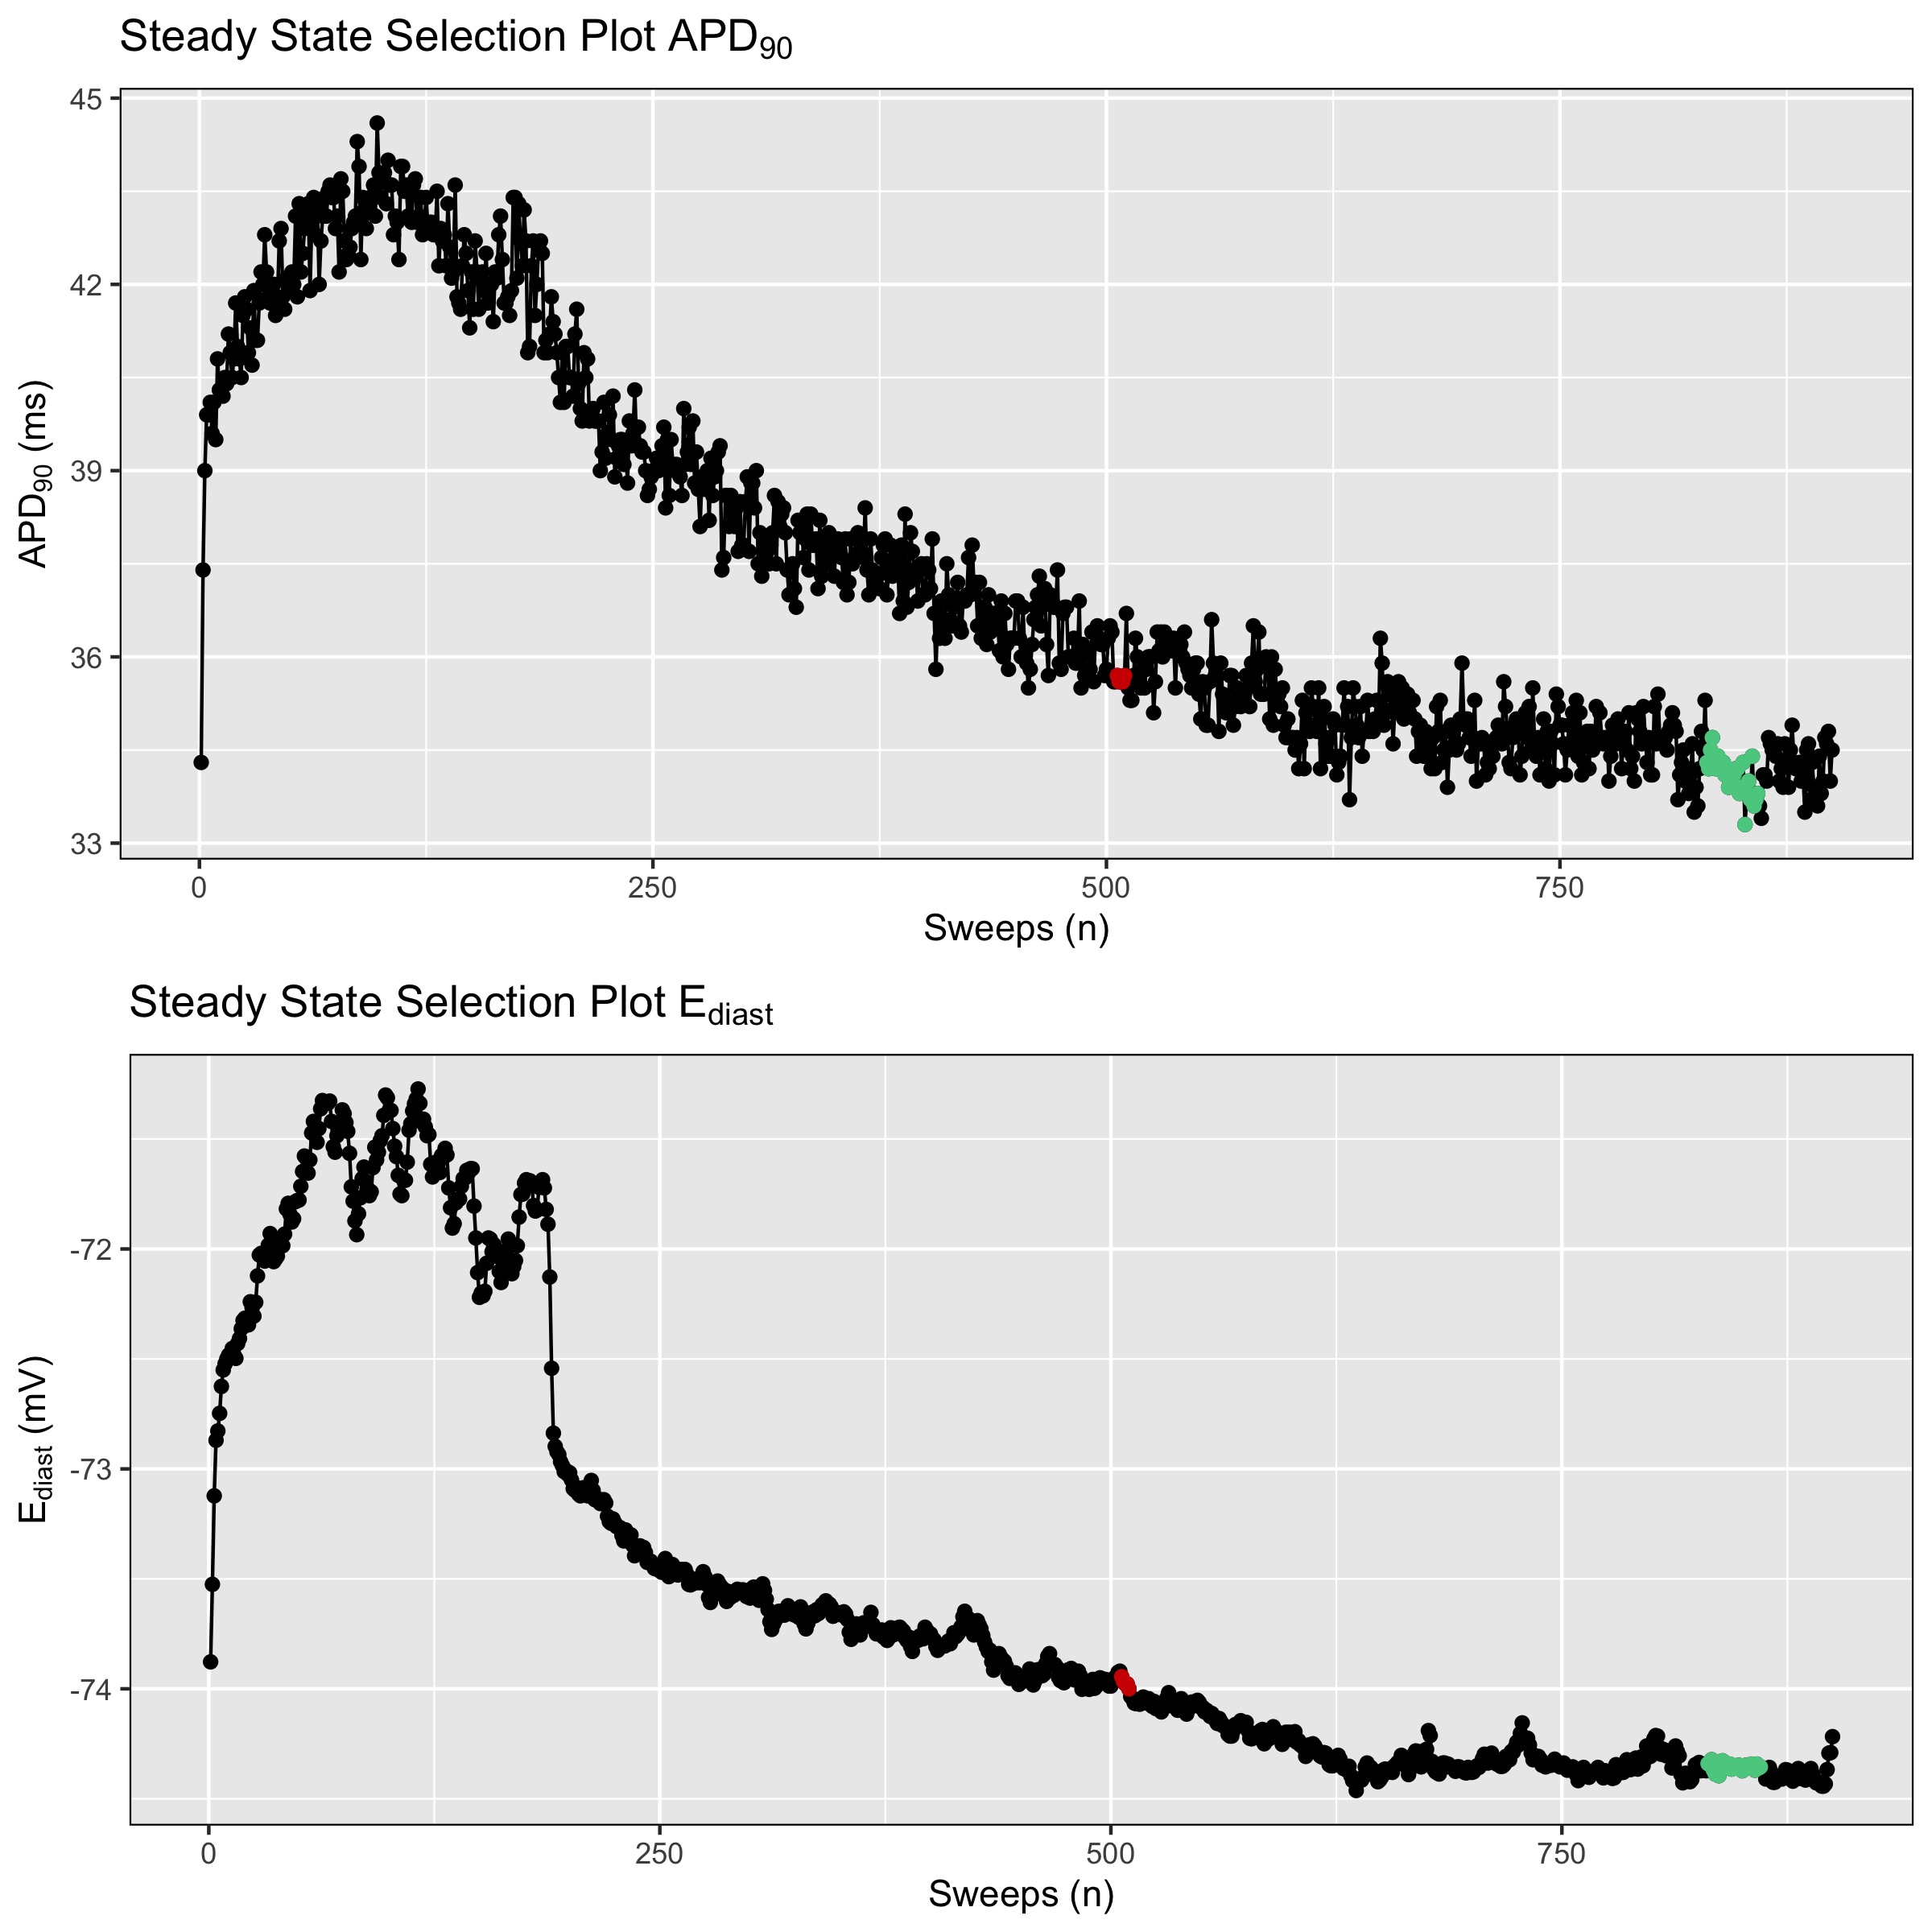 Steady State Selection Plot APD90
45
42
39
36
33
APD90 (ms)
0 250 500 750
Sweeps (n)
Steady State Selection Plot Ediast
-72
-73
-74
Ediast (mV)
0 250 500 750
Sweeps (n)